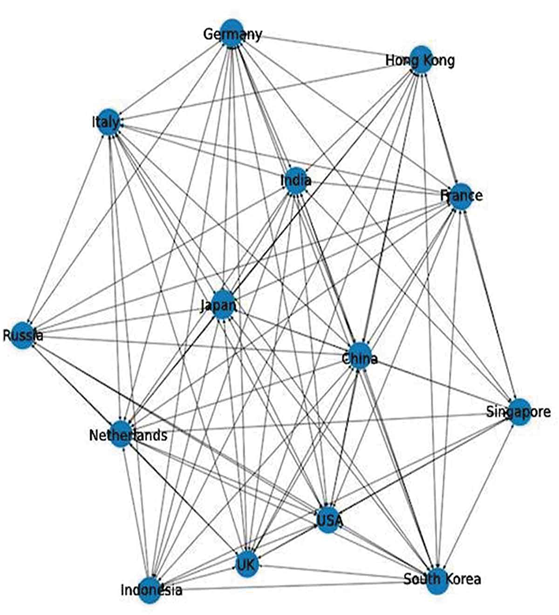 Germany
Hong Kong
Italy
India
France
Japan
Russia
China
Singapore
Netherlands
USA
UK
South Korea
Indonesia